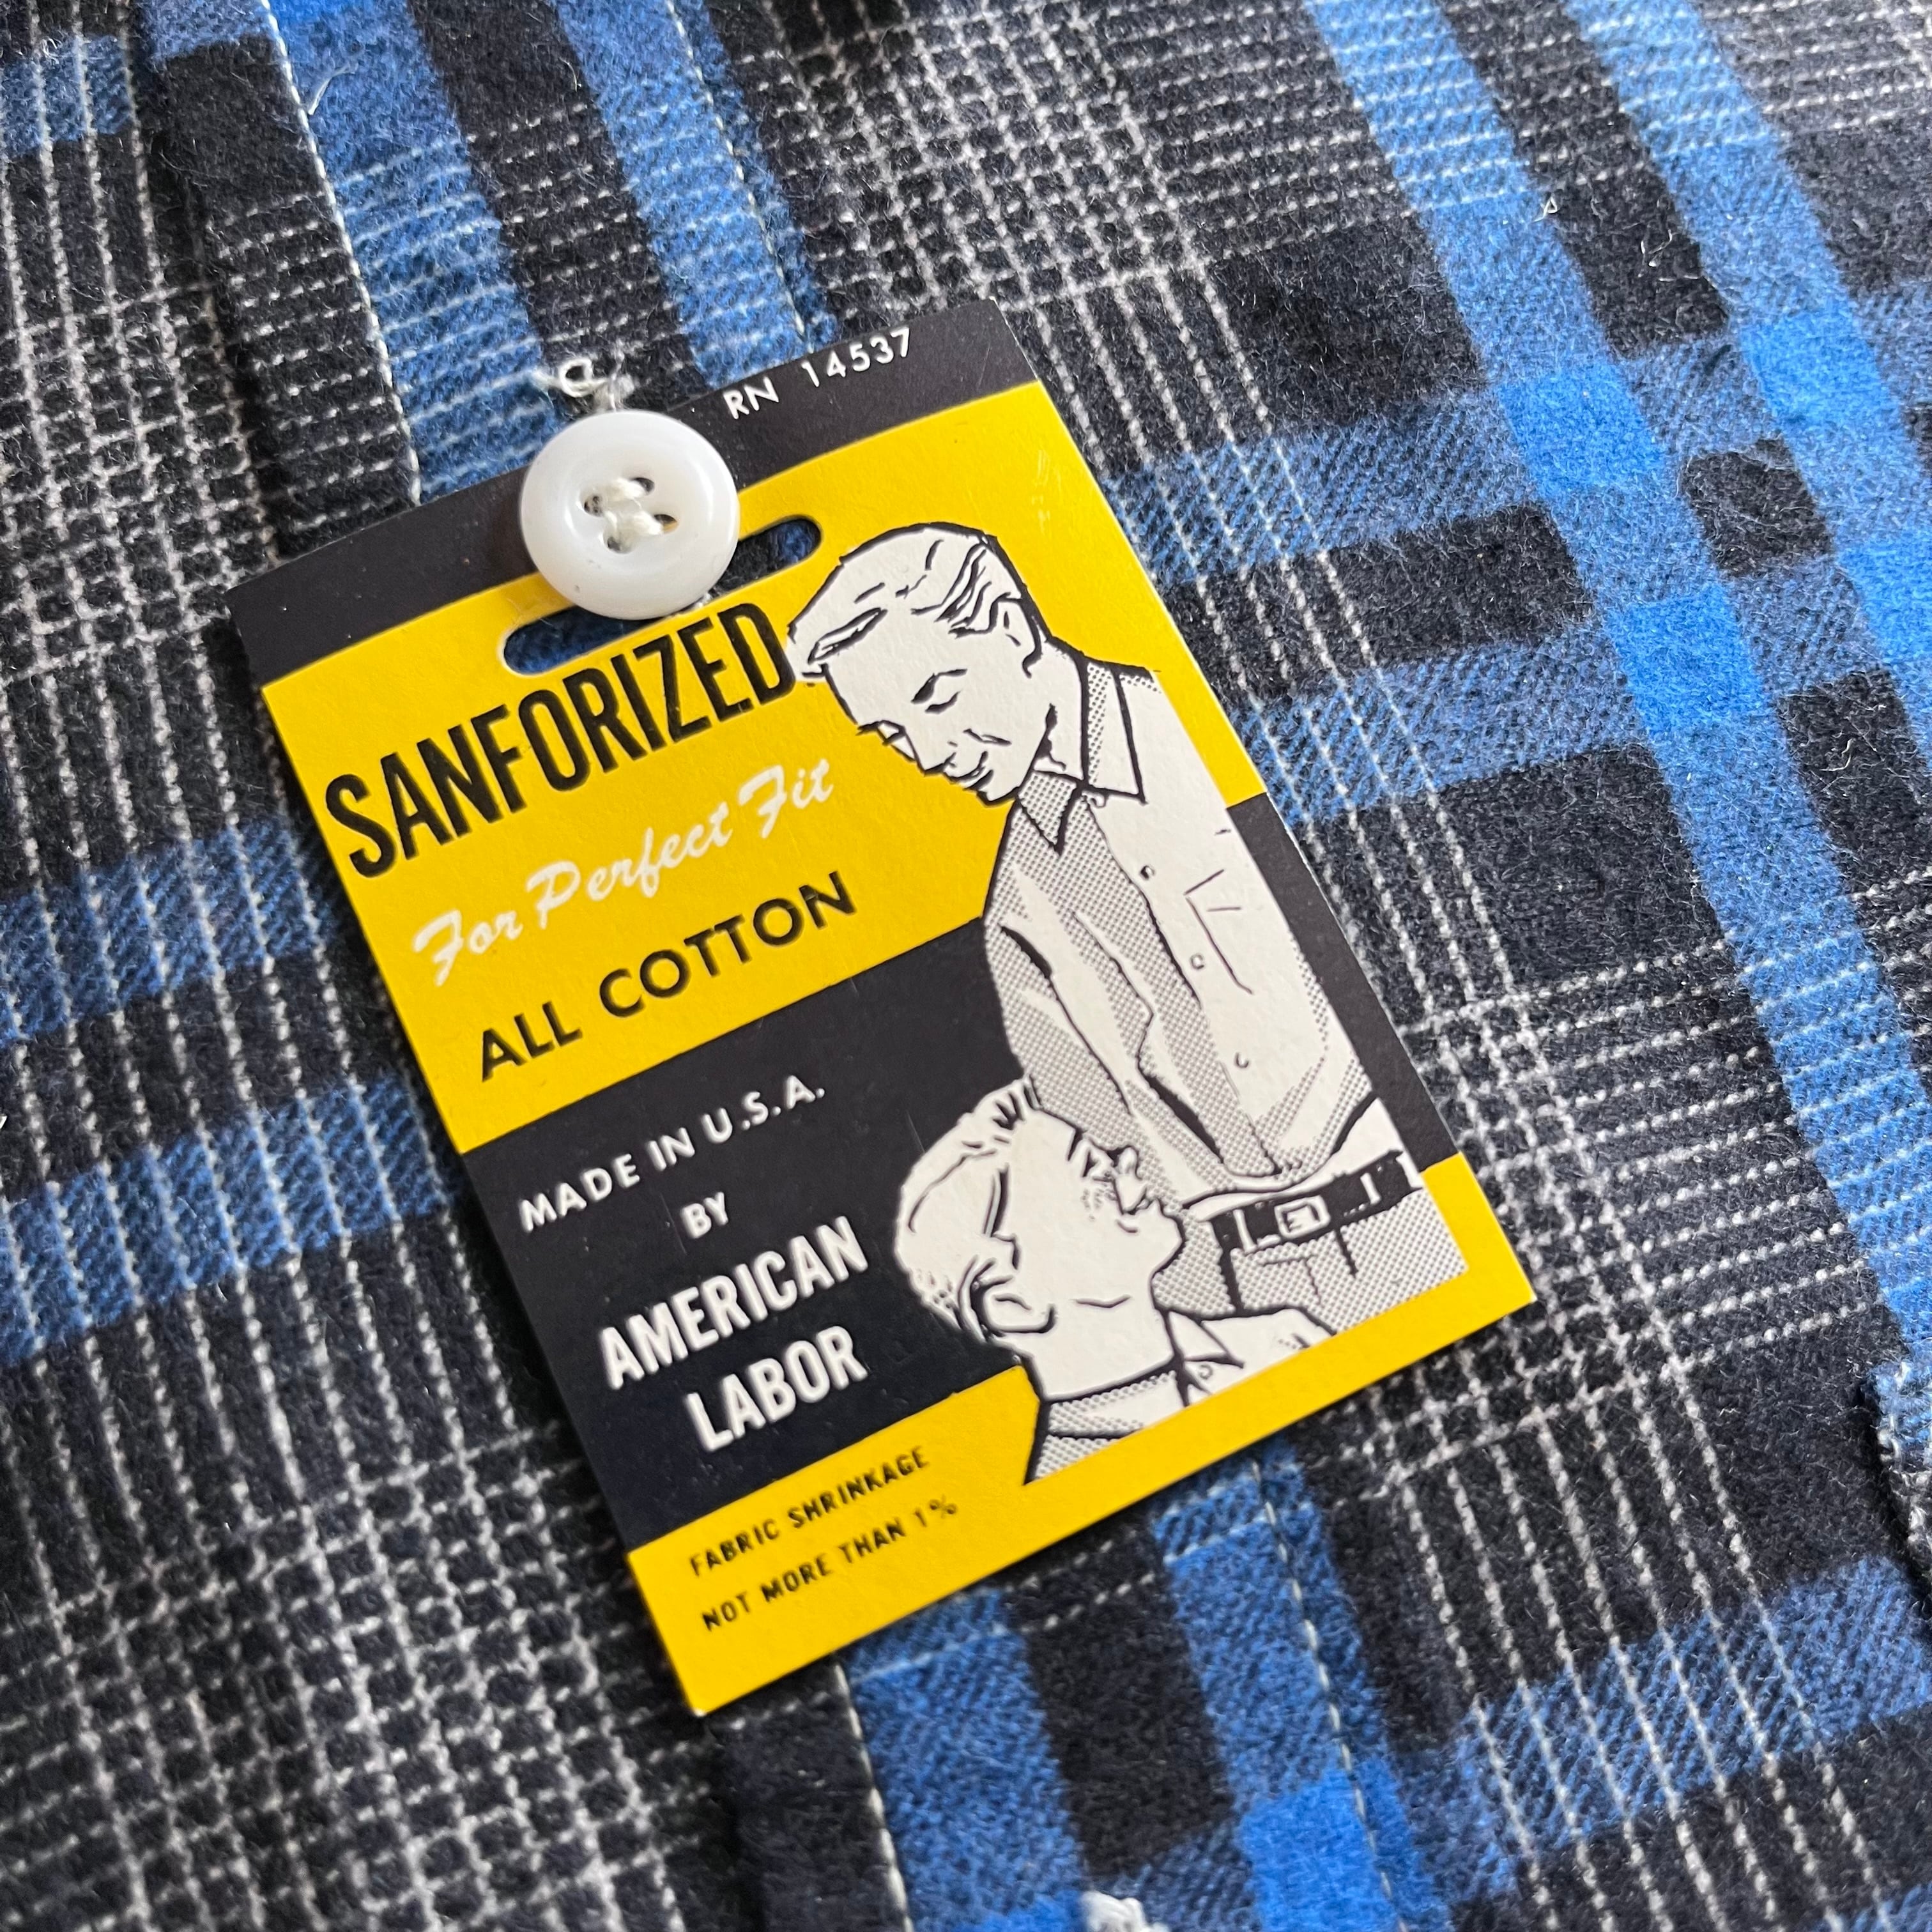 RN 14537
SANFORIZED
For Perfect Fit
ALL COTTON
MADE IN U.S.A.
BY
AMERICAN
LABOR
FABRIC SHRINKAGE
NOT MORE THAN 1%